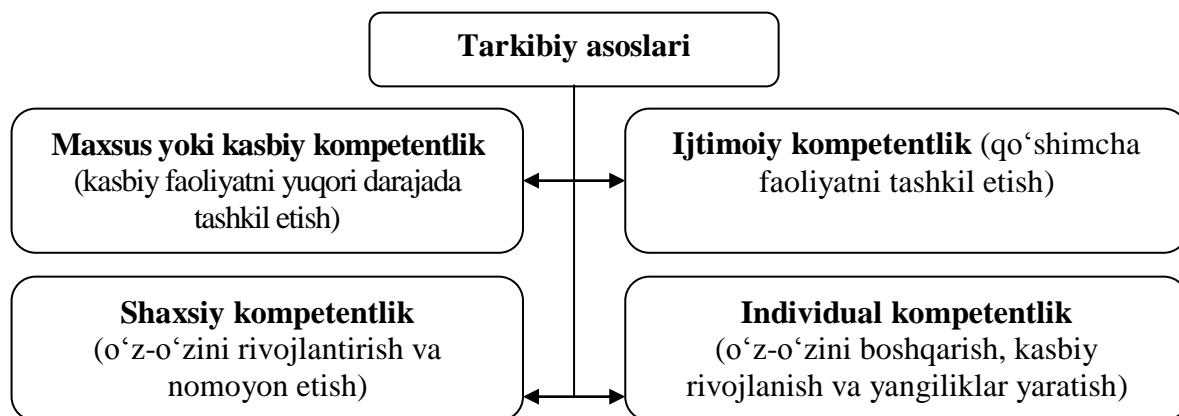 Tarkibiy asoslari
Maxsus yoki kasbiy kompetentlik
(kasbiy faoliyatni yuqori darajada
tashkil etish)
Ijtimoiy kompetentlik (qo‘shimcha
faoliyatni tashkil etish)
Shaxsiy kompetentlik
(o‘z-o‘zini rivojlantirish va
nomoyon etish)
Individual kompetentlik
(o‘z-o‘zini boshqarish, kasbiy
rivojlanish va yangiliklar yaratish)